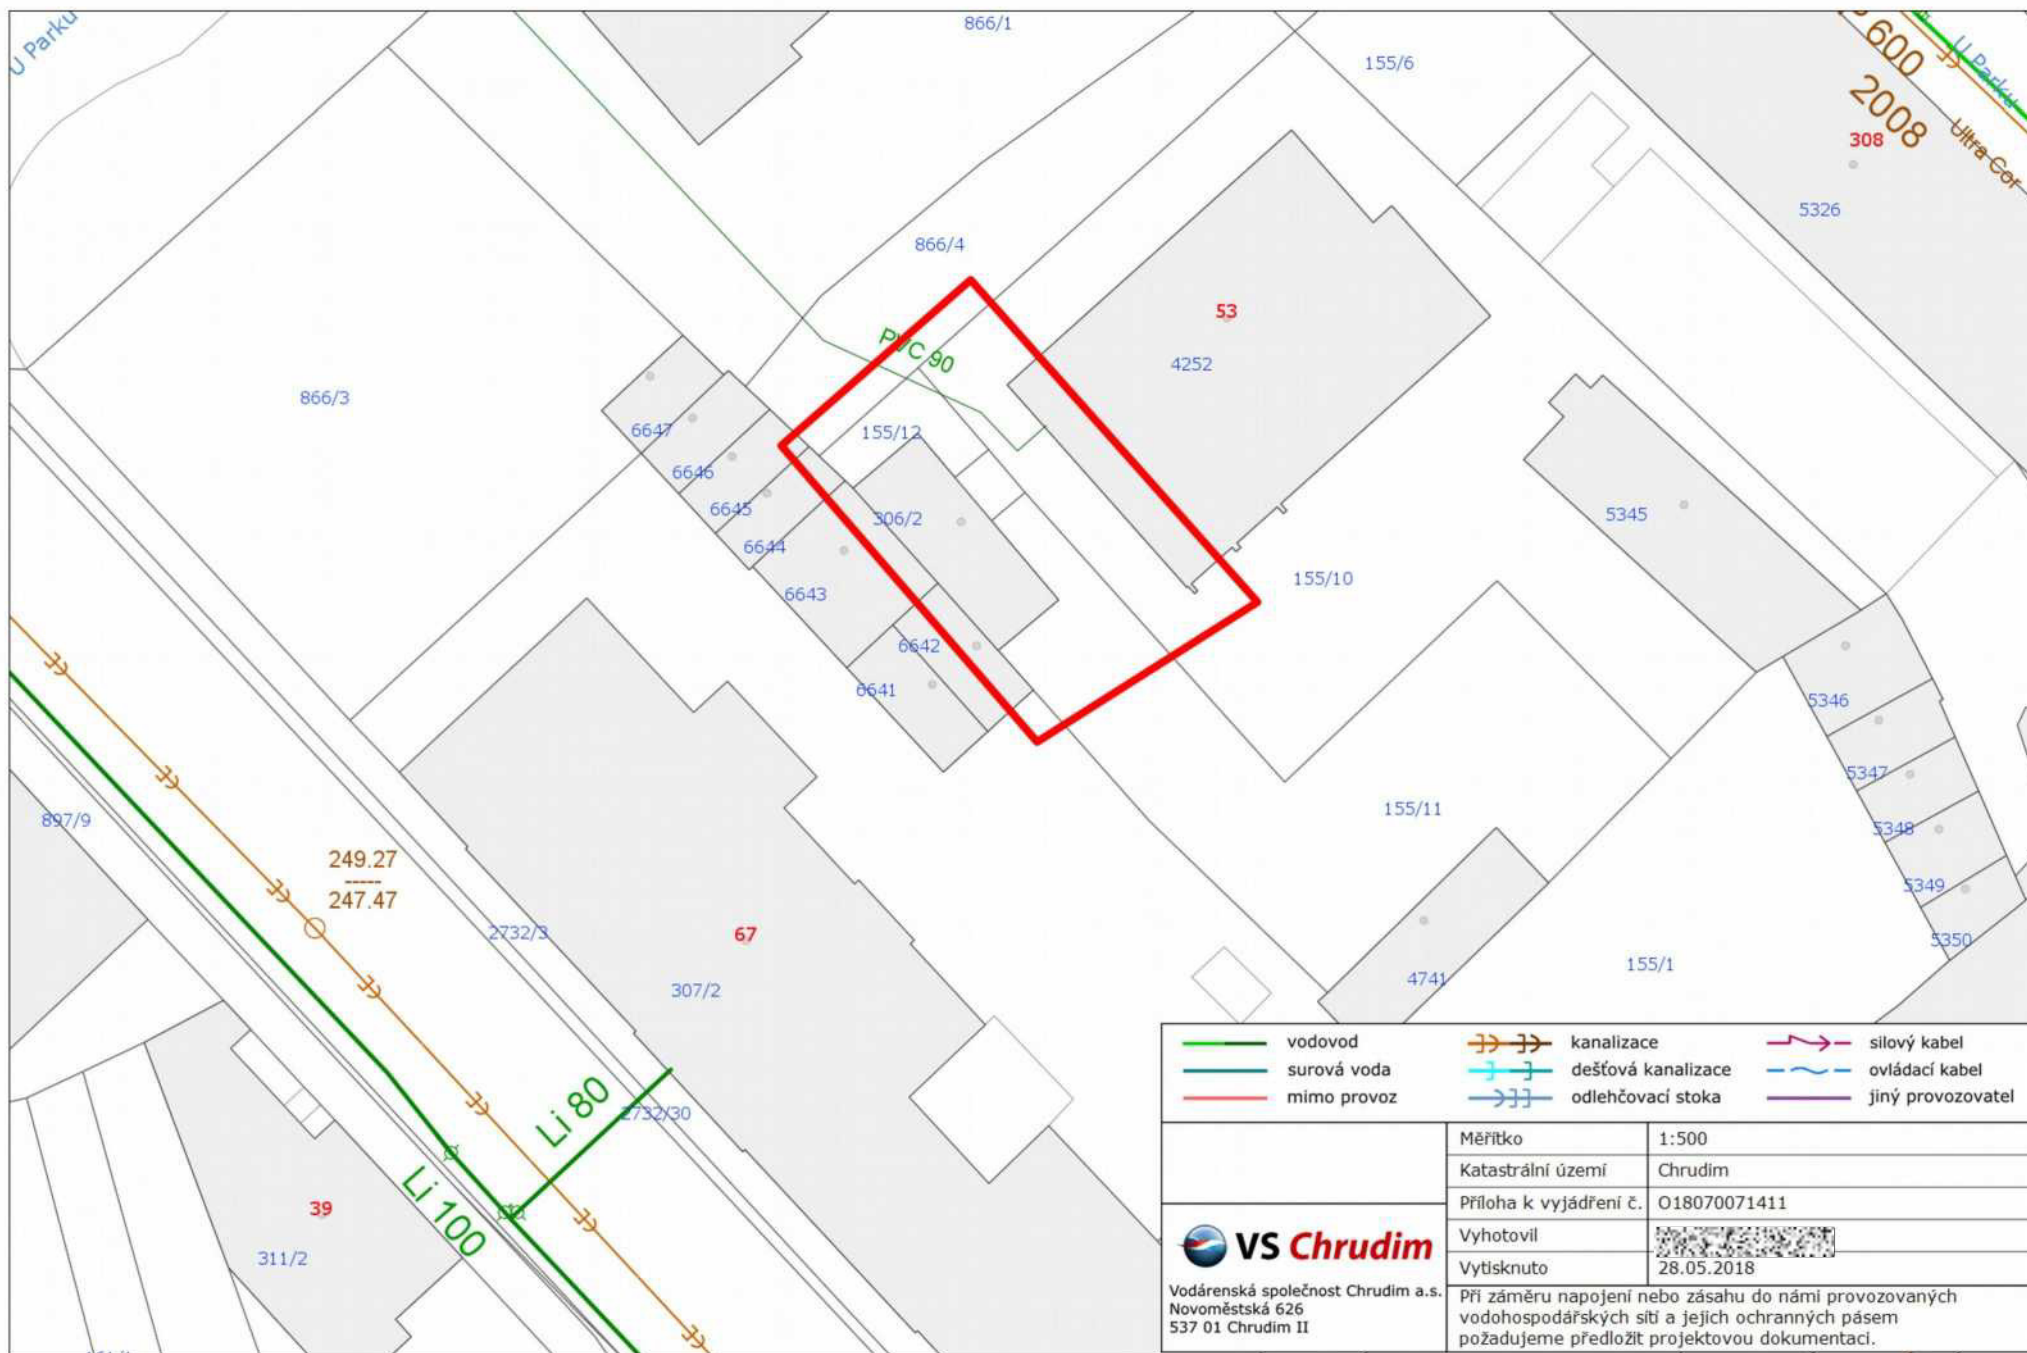 U Parku
866/1
155/6
600
2008
U Parku
Ultra Cor
308
5326
866/4
53
4252
PVC 90
866/3
155/12
6647
6646
6645
6644
6643
6642
6641
306/2
155/10
5345
5346
5347
5348
5349
5350
155/11
155/1
4741
897/9
249.27
-----
247.47
2732/3
67
307/2
Li 80
2732/30
Li 100
39
311/2
vodovod
surová voda
mimo provoz
kanalizace
dešťová kanalizace
odlehčovací stoka
silový kabel
ovládací kabel
jiný provozovatel
Měřítko 1:500
Katastrální území Chrudim
Příloha k vyjádření č. O18070071411
Vyhotovil
Vytisknuto 28.05.2018
VS Chrudim
Vodárenská společnost Chrudim a.s.
Novoměstská 626
537 01 Chrudim II
Při záměru napojení nebo zásahu do námi provozovaných
vodohospodářských sítí a jejich ochranných pásem
požadujeme předložit projektovou dokumentaci.